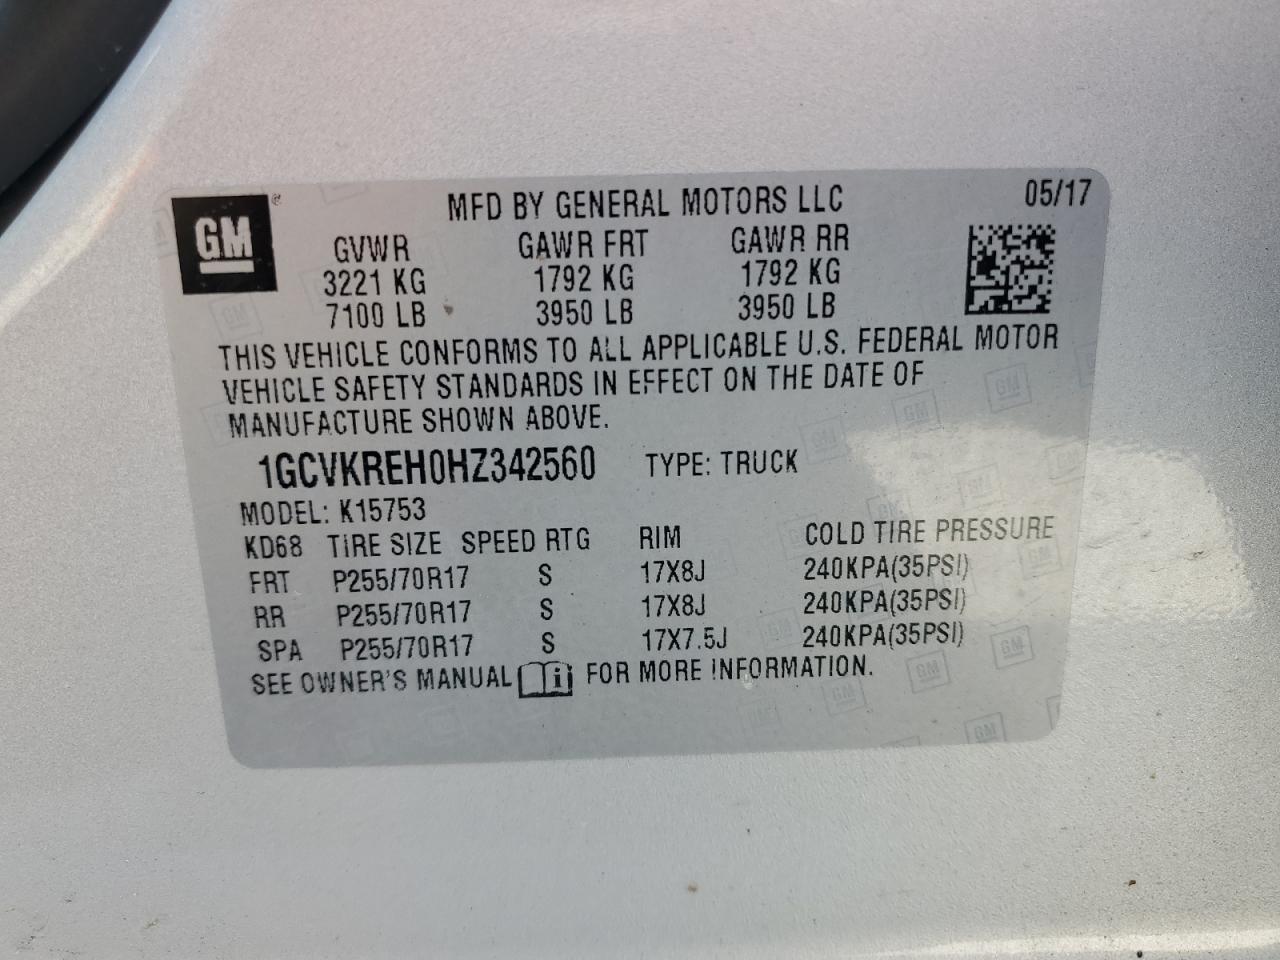 GM ®
MFD BY GENERAL MOTORS LLC 05/17
GVWR GAWR FRT GAWR RR
3221 KG 1792 KG 1792 KG
7100 LB 3950 LB 3950 LB
THIS VEHICLE CONFORMS TO ALL APPLICABLE U.S. FEDERAL MOTOR
VEHICLE SAFETY STANDARDS IN EFFECT ON THE DATE OF
MANUFACTURE SHOWN ABOVE.
1GCVKREH0HZ342560 TYPE: TRUCK
MODEL: K15753
KD68 TIRE SIZE SPEED RTG RIM COLD TIRE PRESSURE
FRT P255/70R17 S 17X8J 240KPA(35PSI)
RR P255/70R17 S 17X8J 240KPA(35PSI)
SPA P255/70R17 S 17X7.5J 240KPA(35PSI)
SEE OWNER'S MANUAL i FOR MORE INFORMATION.